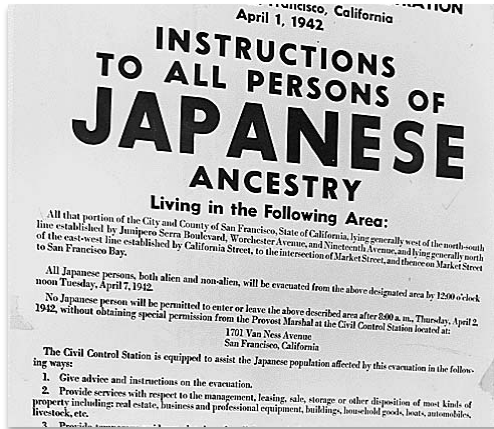 Francisco, California
April 1, 1942
INSTRUCTIONS
TO ALL PERSONS OF
JAPANESE
ANCESTRY
Living in the Following Area:
All that portion of the City and County of San Francisco, State of California, lying generally west of the north-south
line established by Junipero Serra Boulevard, Worchester Avenue, and Nineteenth Avenue, and lying generally north
of the east-west line established by California Street, to the intersection of Market Street, and thence on Market Street
to San Francisco Bay.
All Japanese persons, both alien and non-alien, will be evacuated from the above designated area by 12:00 o'clock
noon Tuesday, April 7, 1942.
No Japanese person will be permitted to enter or leave the above described area after 8:00 a. m., Thursday, April 2,
1942, without obtaining special permission from the Provost Marshal at the Civil Control Station located at:
1701 Van Ness Avenue
San Francisco, California
The Civil Control Station is equipped to assist the Japanese population affected by this evacuation in the follow-
ing ways:
1. Give advice and instructions on the evacuation.
2. Provide services with respect to the management, leasing, sale, storage or other disposition of most kinds of
property including: real estate, business and professional equipment, buildings, household goods, boats, automobiles,
livestock, etc.
3. Provide